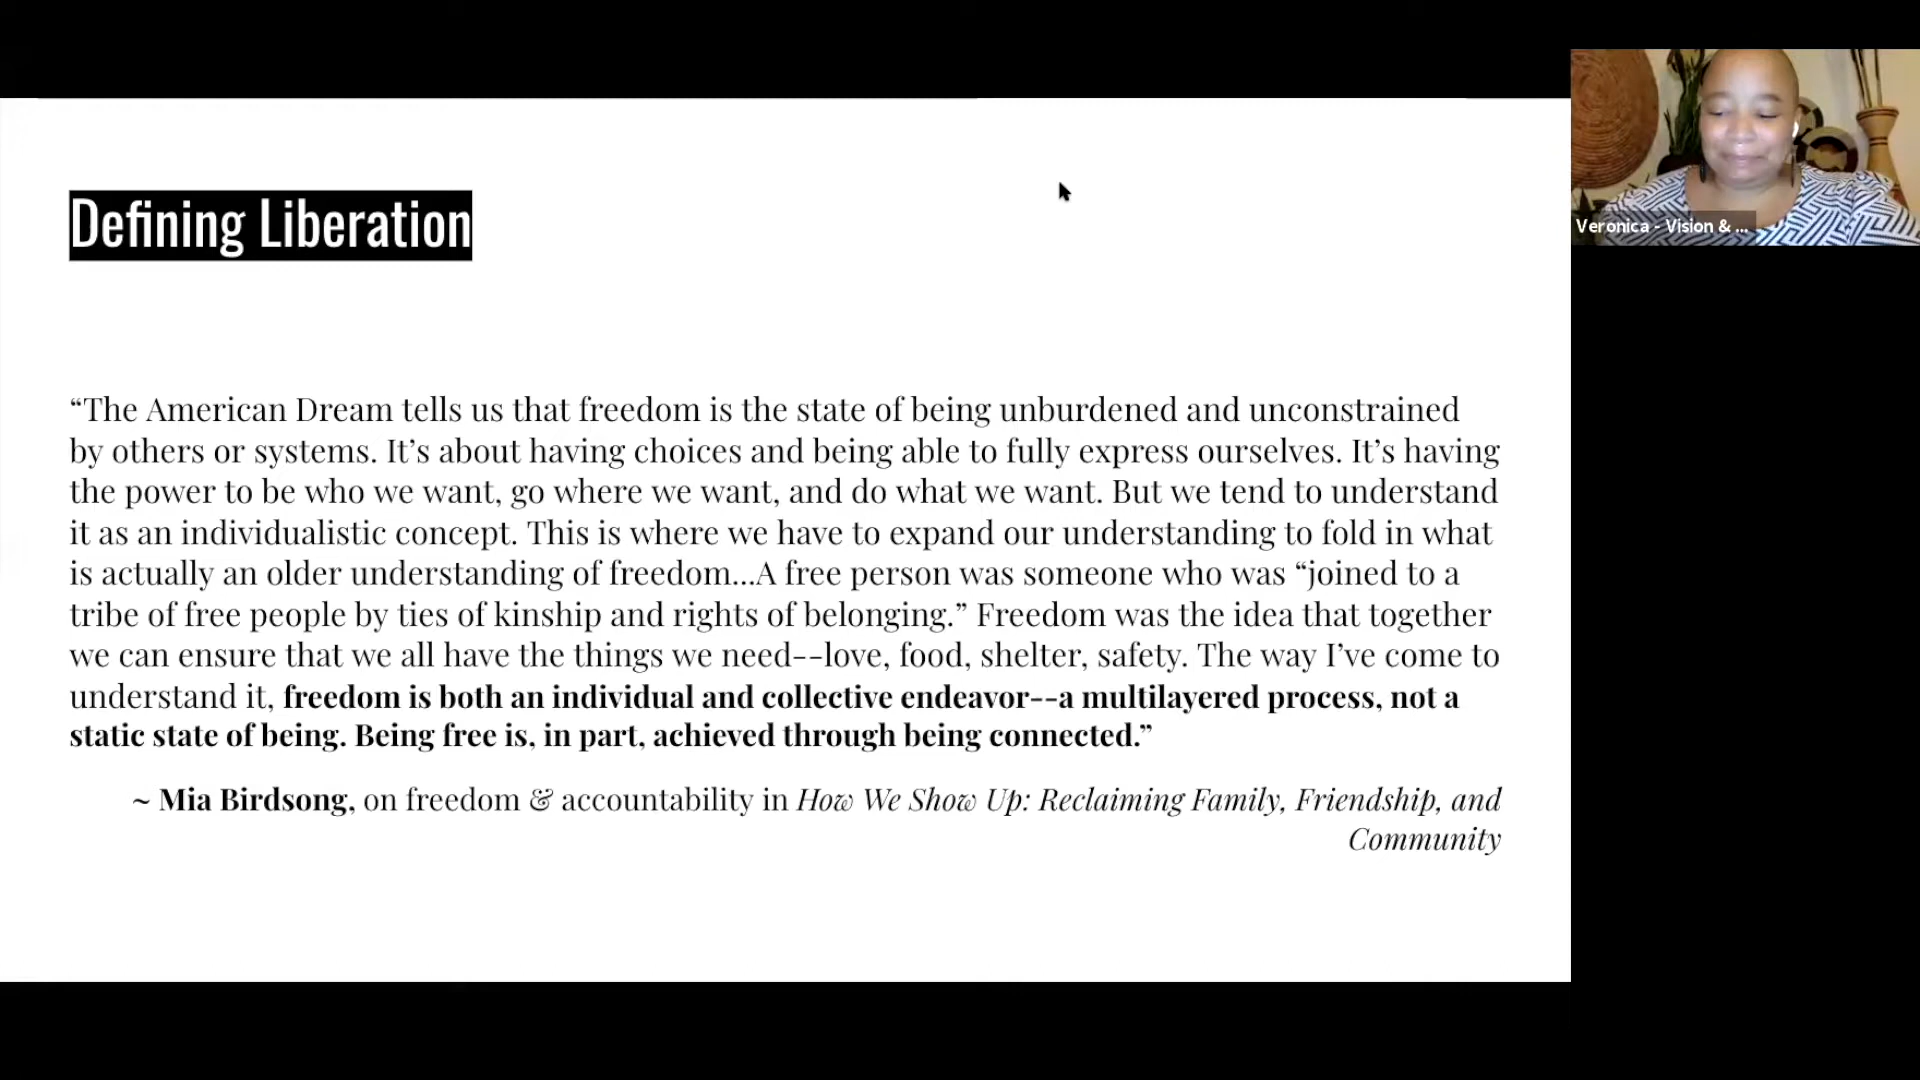 Defining Liberation
“The American Dream tells us that freedom is the state of being unburdened and unconstrained
by others or systems. It’s about having choices and being able to fully express ourselves. It’s having
the power to be who we want, go where we want, and do what we want. But we tend to understand
it as an individualistic concept. This is where we have to expand our understanding to fold in what
is actually an older understanding of freedom...A free person was someone who was “joined to a
tribe of free people by ties of kinship and rights of belonging.” Freedom was the idea that together
we can ensure that we all have the things we need--love, food, shelter, safety. The way I’ve come to
understand it, freedom is both an individual and collective endeavor--a multilayered process, not a
static state of being. Being free is, in part, achieved through being connected.”
~ Mia Birdsong, on freedom & accountability in How We Show Up: Reclaiming Family, Friendship, and
Community
Veronica - Vision & ...